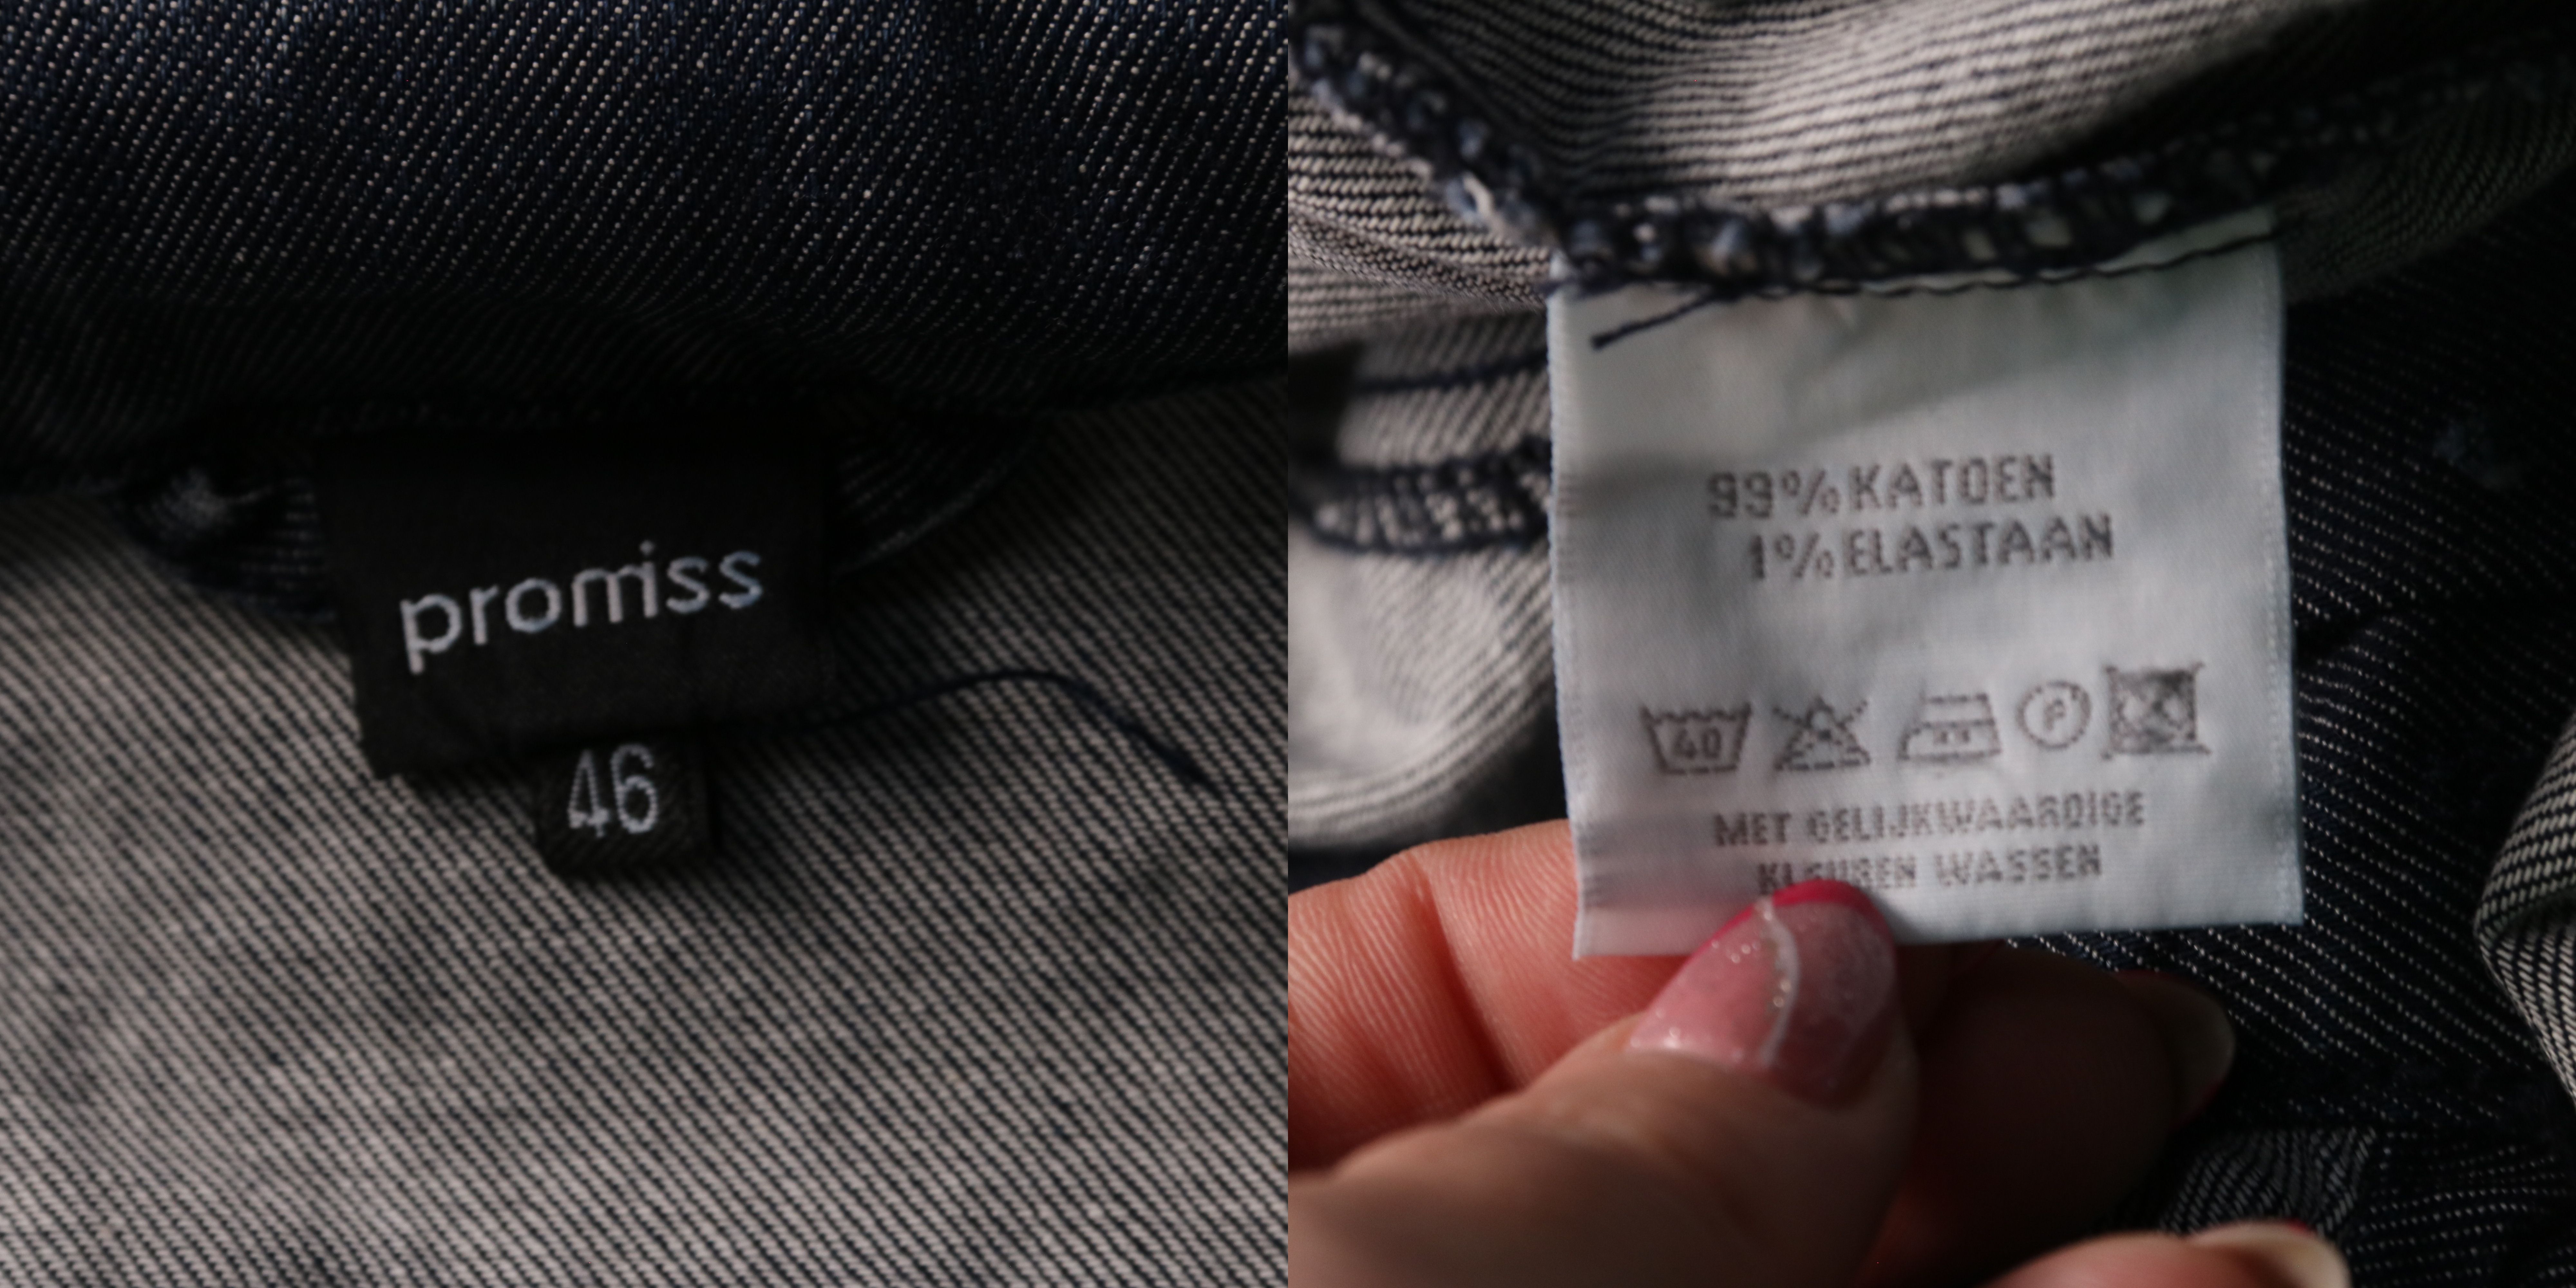 promiss
46
99% KATOEN
1% ELASTAAN
40
P
MET GELIJKWAARDIGE
KLEUREN WASSEN